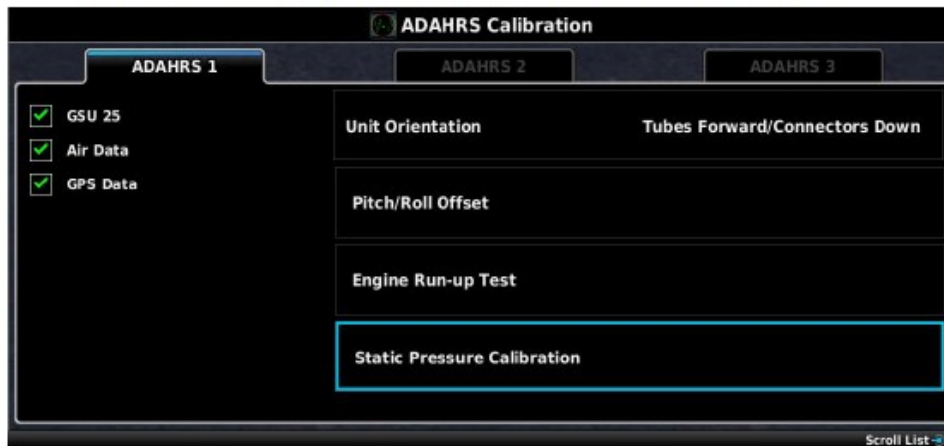 ADAHRS Calibration
ADAHRS 1
ADAHRS 2
ADAHRS 3
GSU 25
Air Data
GPS Data
Unit Orientation Tubes Forward/Connectors Down
Pitch/Roll Offset
Engine Run-up Test
Static Pressure Calibration
Scroll List